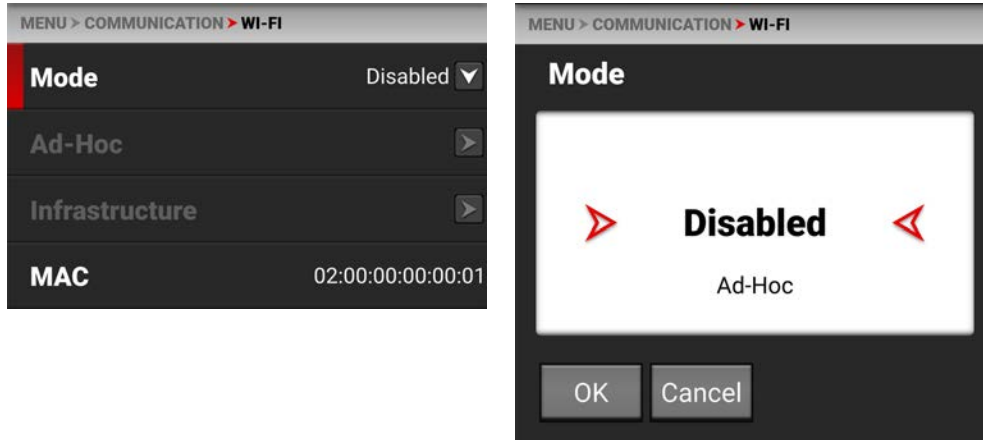 MENU > COMMUNICATION > WI-FI
Mode Disabled
Ad-Hoc
Infrastructure
MAC 02:00:00:00:00:01
MENU > COMMUNICATION > WI-FI
Mode
Disabled
Ad-Hoc
OK Cancel